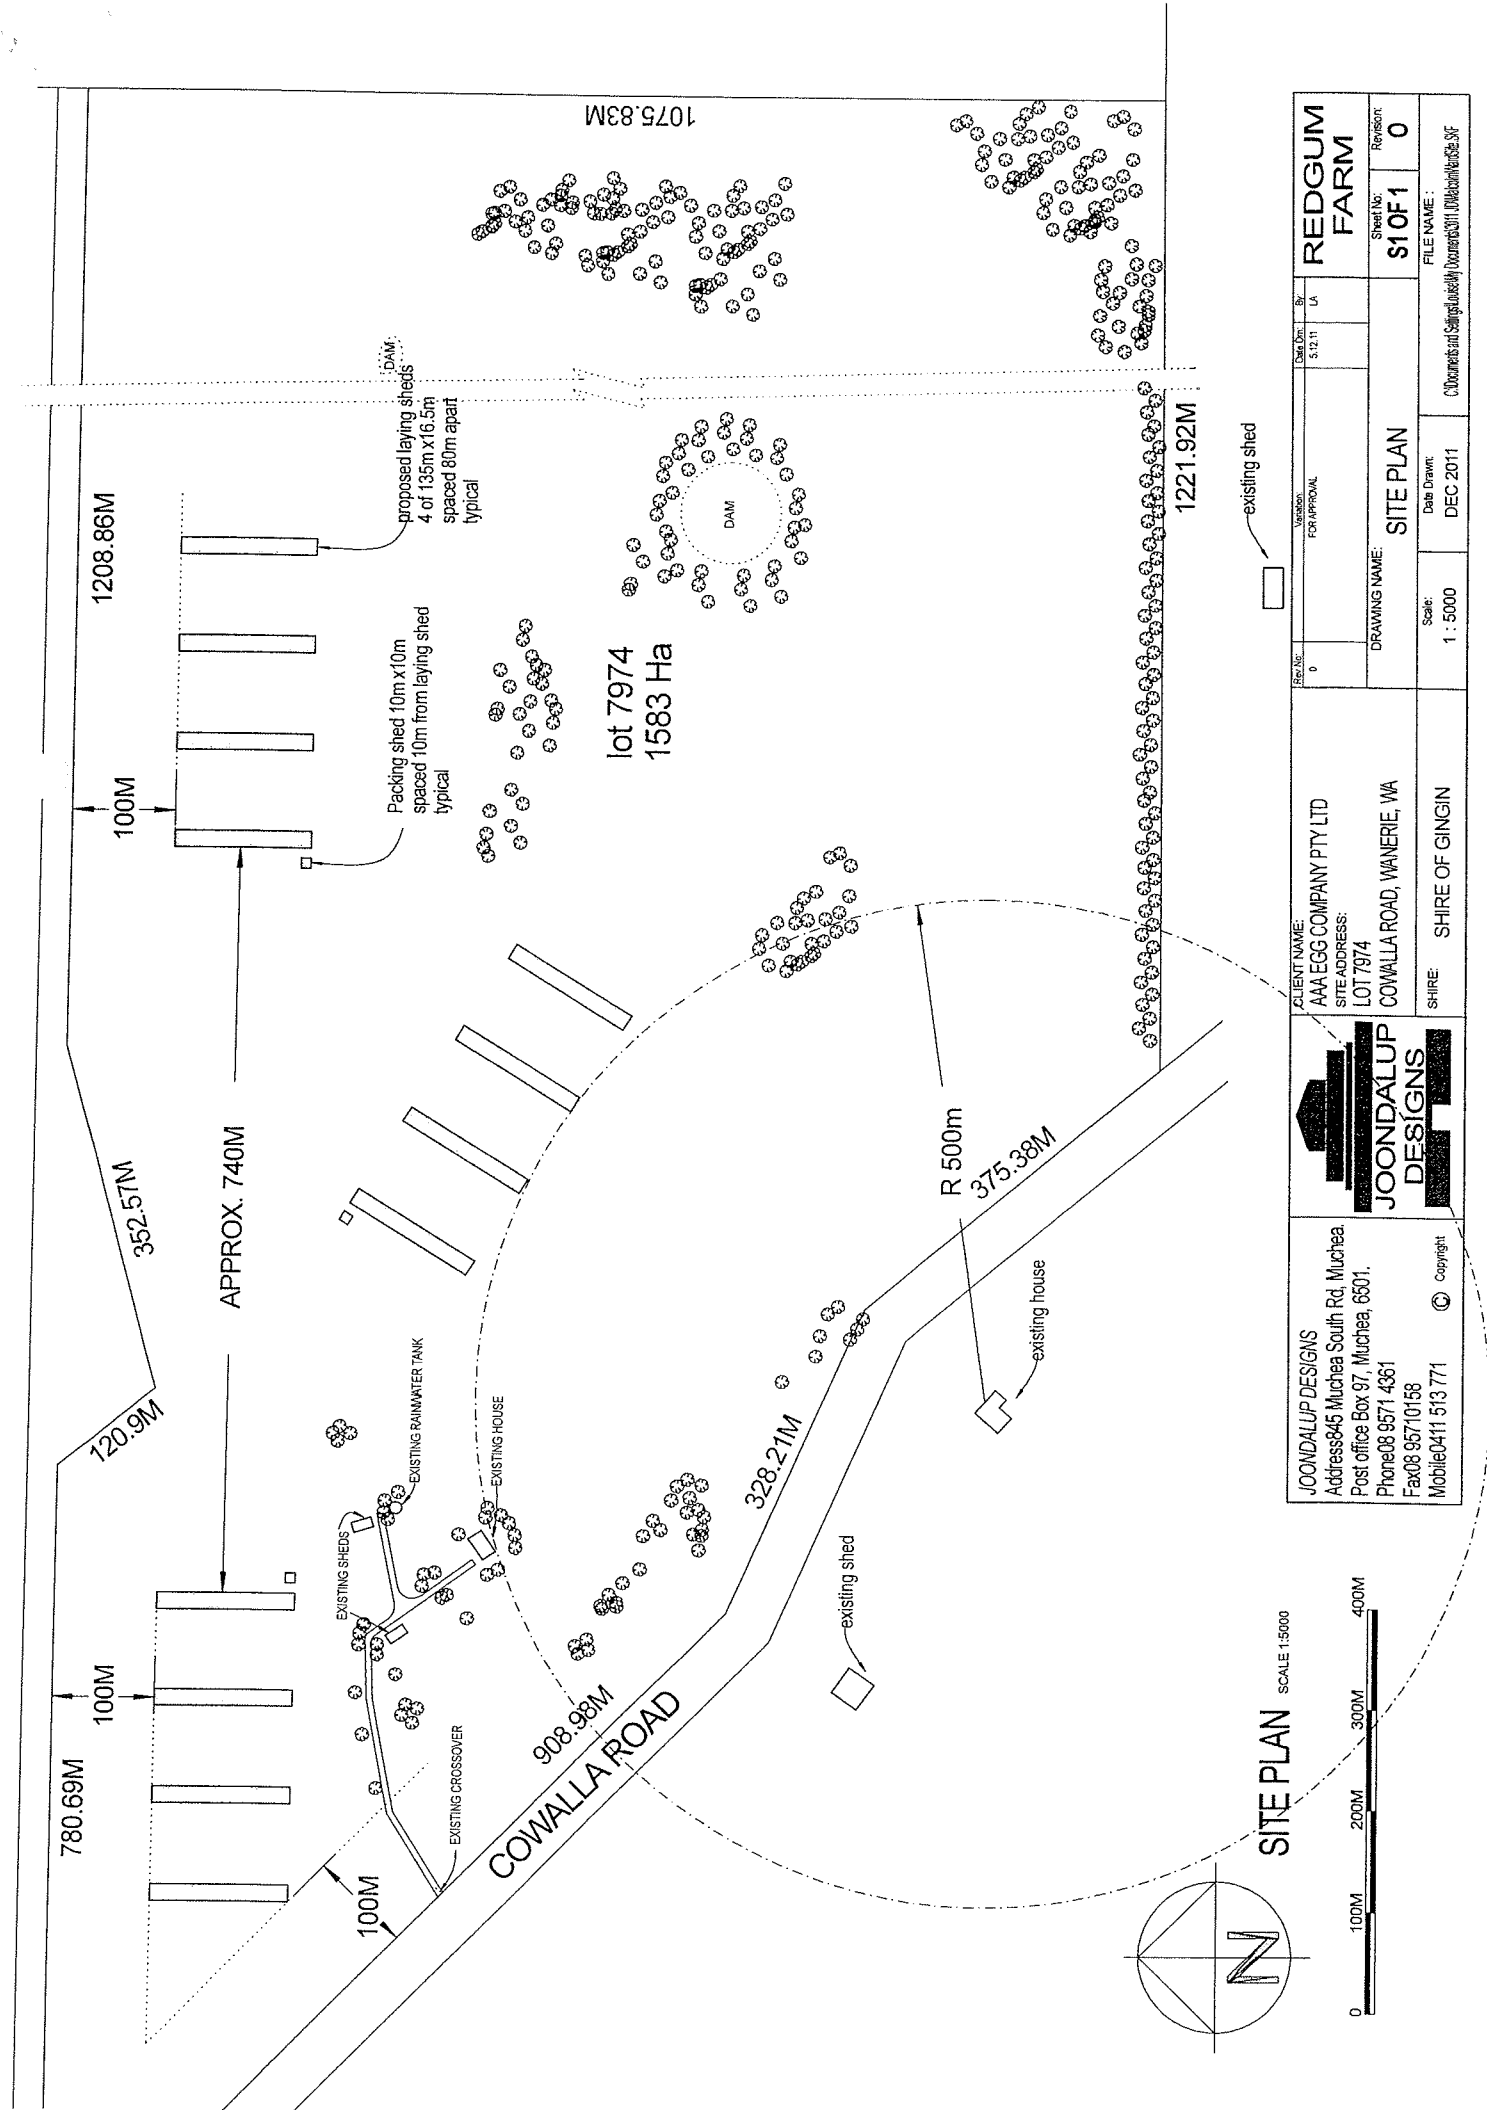 780.69M
100M
120.9M
352.57M
1208.86M
100M
APPROX. 740M
1075.83M
DAM
proposed laying sheds
4 of 135m x16.5m
spaced 80m apart
typical
Packing shed 10m x10m
spaced 10m from laying shed
typical
EXISTING SHEDS
EXISTING RAINWATER TANK
EXISTING HOUSE
EXISTING CROSSOVER
100M
lot 7974
1583 Ha
DAM
908.98M
COWALLA ROAD
328.21M
375.38M
R 500m
1221.92M
existing shed
existing house
existing shed
SITE PLAN SCALE 1:5000
N
0 100M 200M 300M 400M
JOONDALUP DESIGNS
Address845 Muchea South Rd, Muchea.
Post office Box 97, Muchea, 6501.
Phone08 9571 4361
Fax08 95710158
Mobile0411 513 771 © Copyright
JOONDALUP
DESIGNS
CLIENT NAME:
AAA EGG COMPANY PTY LTD
SITE ADDRESS:
LOT 7974
COWALLA ROAD, WANERIE, WA
SHIRE: SHIRE OF GINGIN
Rev.No: Variation: Date Drn: By:
0 FOR APPROVAL 5.12.11 LA
DRAWING NAME:
SITE PLAN
Scale: 1 : 5000
Date Drawn: DEC 2011
REDGUM
FARM
Sheet No: S1 OF 1
Revision: O
FILE NAME :